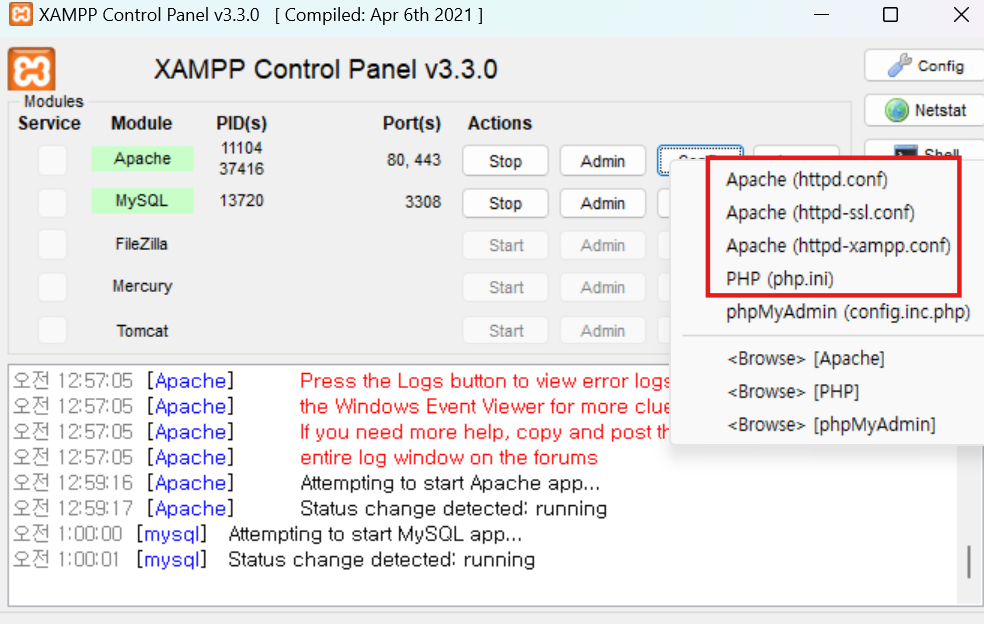 XAMPP Control Panel v3.3.0 [ Compiled: Apr 6th 2021 ]
XAMPP Control Panel v3.3.0
Config
Netstat
Shell
Modules
Service Module PID(s) Port(s) Actions
Apache 11104 37416 80, 443 Stop Admin
MySQL 13720 3308 Stop Admin
FileZilla Start Admin
Mercury Start Admin
Tomcat Start Admin
Apache (httpd.conf)
Apache (httpd-ssl.conf)
Apache (httpd-xampp.conf)
PHP (php.ini)
phpMyAdmin (config.inc.php)
<Browse> [Apache]
<Browse> [PHP]
<Browse> [phpMyAdmin]
오전 12:57:05 [Apache] Press the Logs button to view error logs
오전 12:57:05 [Apache] the Windows Event Viewer for more clue
오전 12:57:05 [Apache] If you need more help, copy and post
오전 12:57:05 [Apache] entire log window on the forums
오전 12:59:16 [Apache] Attempting to start Apache app...
오전 12:59:17 [Apache] Status change detected: running
오전 1:00:00 [mysql] Attempting to start MySQL app...
오전 1:00:01 [mysql] Status change detected: running